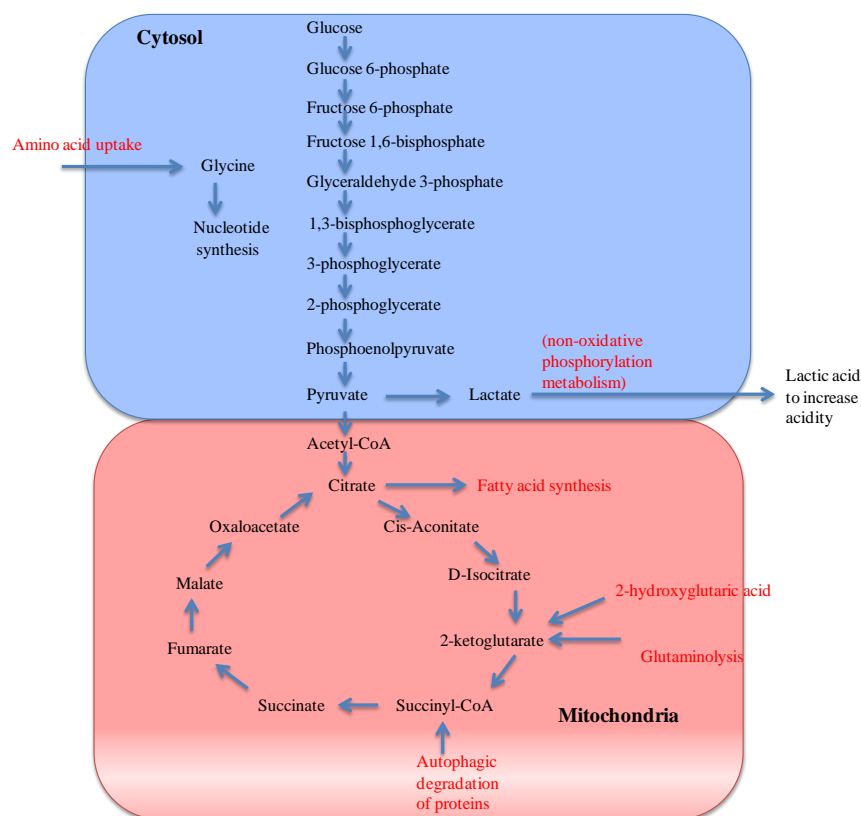 Cytosol
Glucose
Glucose 6-phosphate
Fructose 6-phosphate
Amino acid uptake
Fructose 1,6-bisphosphate
Glycine
Glyceraldehyde 3-phosphate
Nucleotide
synthesis
1,3-bisphosphoglycerate
3-phosphoglycerate
2-phosphoglycerate
Phosphoenolpyruvate
(non-oxidative
phosphorylation
metabolism)
Pyruvate
Lactate
Lactic acid
to increase
acidity
Acetyl-CoA
Citrate
Fatty acid synthesis
Oxaloacetate
Cis-Aconitate
D-Isocitrate
Malate
2-hydroxyglutaric acid
2-ketoglutarate
Fumarate
Glutaminolysis
Succinate
Succinyl-CoA
Mitochondria
Autophagic
degradation
of proteins